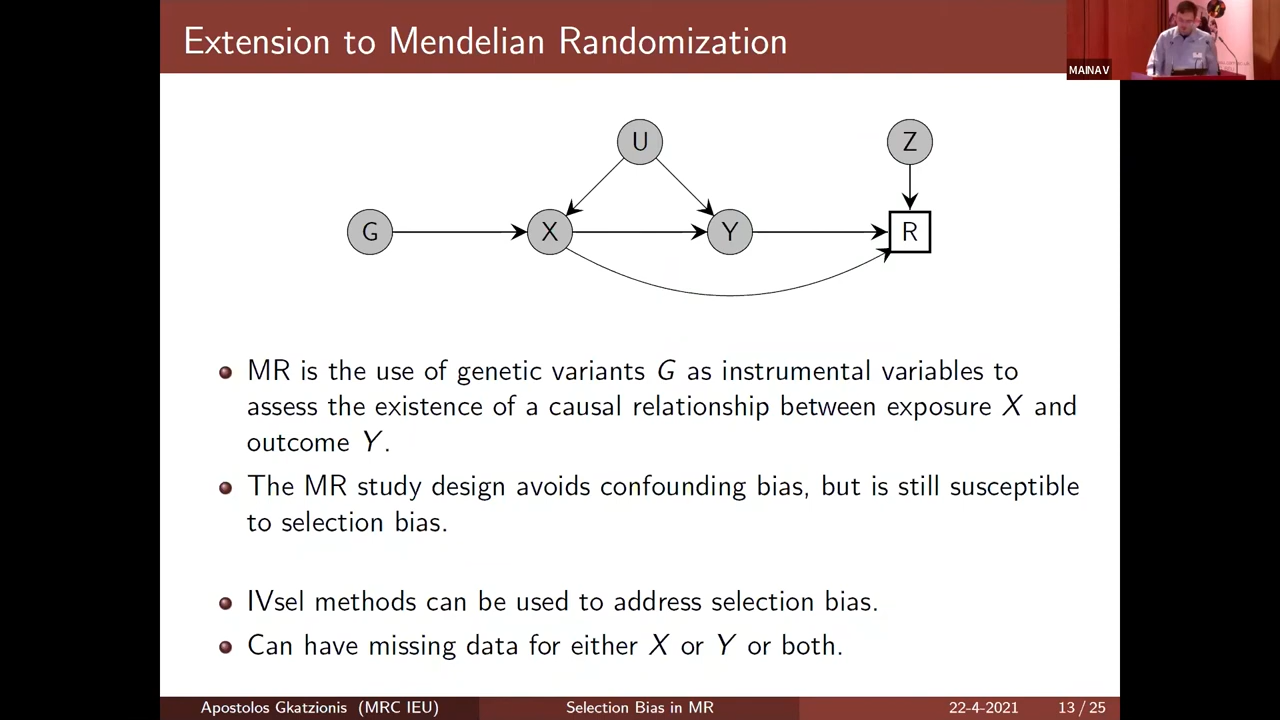 Extension to Mendelian Randomization
MAINAV
U
Z
G
X
Y
R
MR is the use of genetic variants G as instrumental variables to
assess the existence of a causal relationship between exposure X and
outcome Y.
The MR study design avoids confounding bias, but is still susceptible
to selection bias.
IVsel methods can be used to address selection bias.
Can have missing data for either X or Y or both.
Apostolos Gkatzionis (MRC IEU)
Selection Bias in MR
22-4-2021
13 / 25